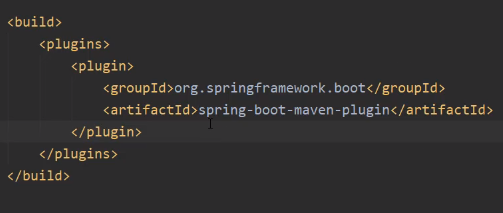 <build>
<plugins>
<plugin>
<groupId>org.springframework.boot</groupId>
<artifactId>spring-boot-maven-plugin</artifactId>
</plugin>
</plugins>
</build>